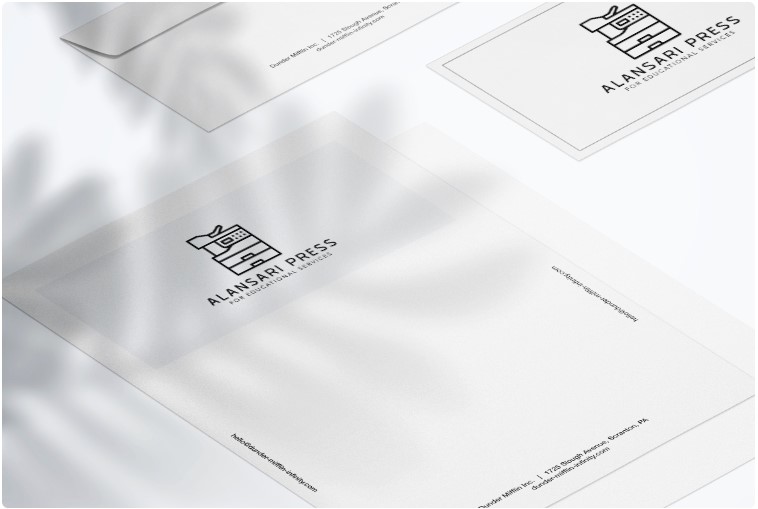 Dunder Mifflin Inc. | 1725 Slough Avenue, Scranton
dunder-mifflin-infinity.com
ALANSARI PRESS
FOR EDUCATIONAL SERVICES
ALANSARI PRESS
FOR EDUCATIONAL SERVICES
hello@dunder-mifflin-infinity.com
hello@dunder-mifflin-infinity.com
Dunder Mifflin Inc. | 1725 Slough Avenue, Scranton, PA
dunder-mifflin-infinity.com